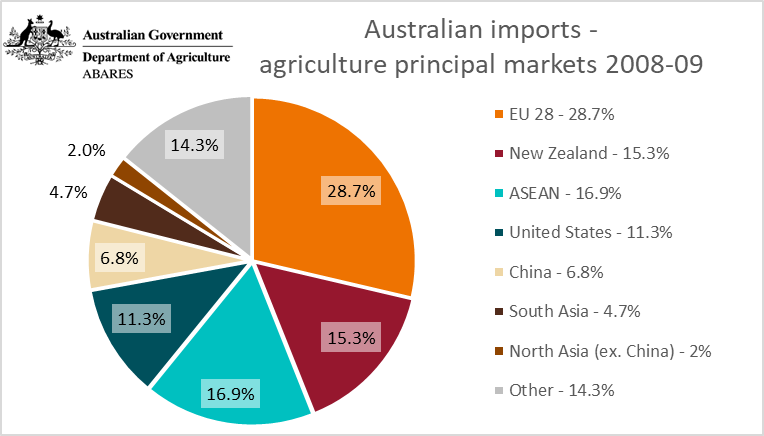 Australian Government
Department of Agriculture
ABARES
Australian imports -
agriculture principal markets 2008-09
28.7%
15.3%
16.9%
11.3%
6.8%
4.7%
2.0%
14.3%
EU 28 - 28.7%
New Zealand - 15.3%
ASEAN - 16.9%
United States - 11.3%
China - 6.8%
South Asia - 4.7%
North Asia (ex. China) - 2%
Other - 14.3%